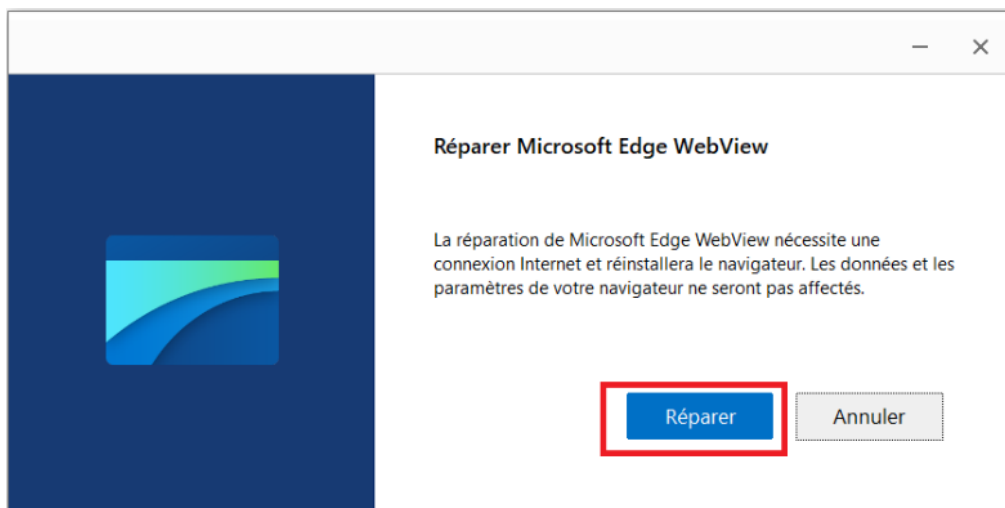 Réparer Microsoft Edge WebView
La réparation de Microsoft Edge WebView nécessite une
connexion Internet et réinstallera le navigateur. Les données et les
paramètres de votre navigateur ne seront pas affectés.
Réparer
Annuler